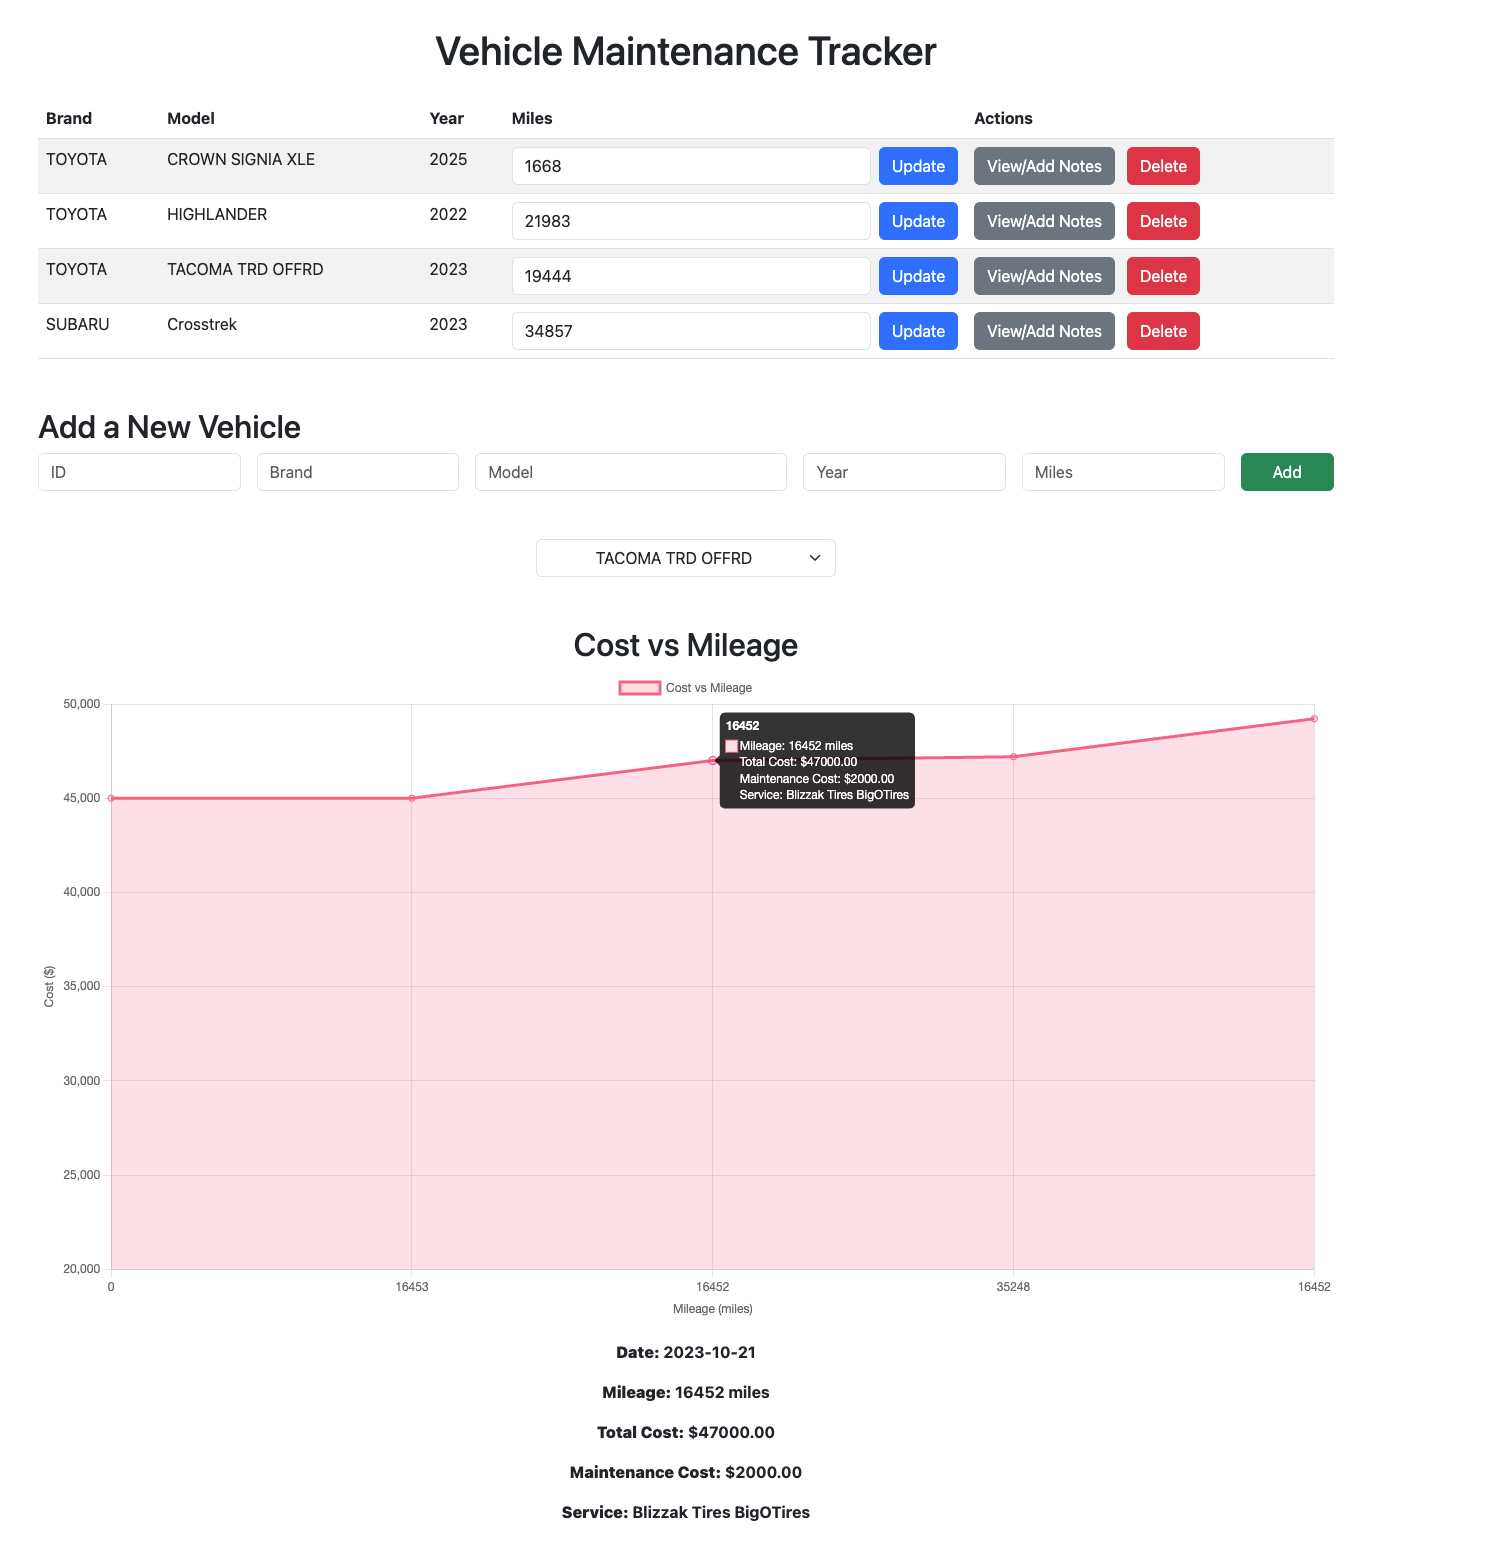 Vehicle Maintenance Tracker
Brand Model Year Miles Actions
TOYOTA CROWN SIGNIA XLE 2025 1668 Update View/Add Notes Delete
TOYOTA HIGHLANDER 2022 21983 Update View/Add Notes Delete
TOYOTA TACOMA TRD OFFRD 2023 19444 Update View/Add Notes Delete
SUBARU Crosstrek 2023 34857 Update View/Add Notes Delete
Add a New Vehicle
ID Brand Model Year Miles Add
TACOMA TRD OFFRD
Cost vs Mileage
Cost vs Mileage
50,000
16452
Mileage: 16452 miles
Total Cost: $47000.00
Maintenance Cost: $2000.00
Service: Blizzak Tires BigOTires
45,000
40,000
Cost ($)
35,000
30,000
25,000
20,000
0 16453 16452 35248 16452
Mileage (miles)
Date: 2023-10-21
Mileage: 16452 miles
Total Cost: $47000.00
Maintenance Cost: $2000.00
Service: Blizzak Tires BigOTires